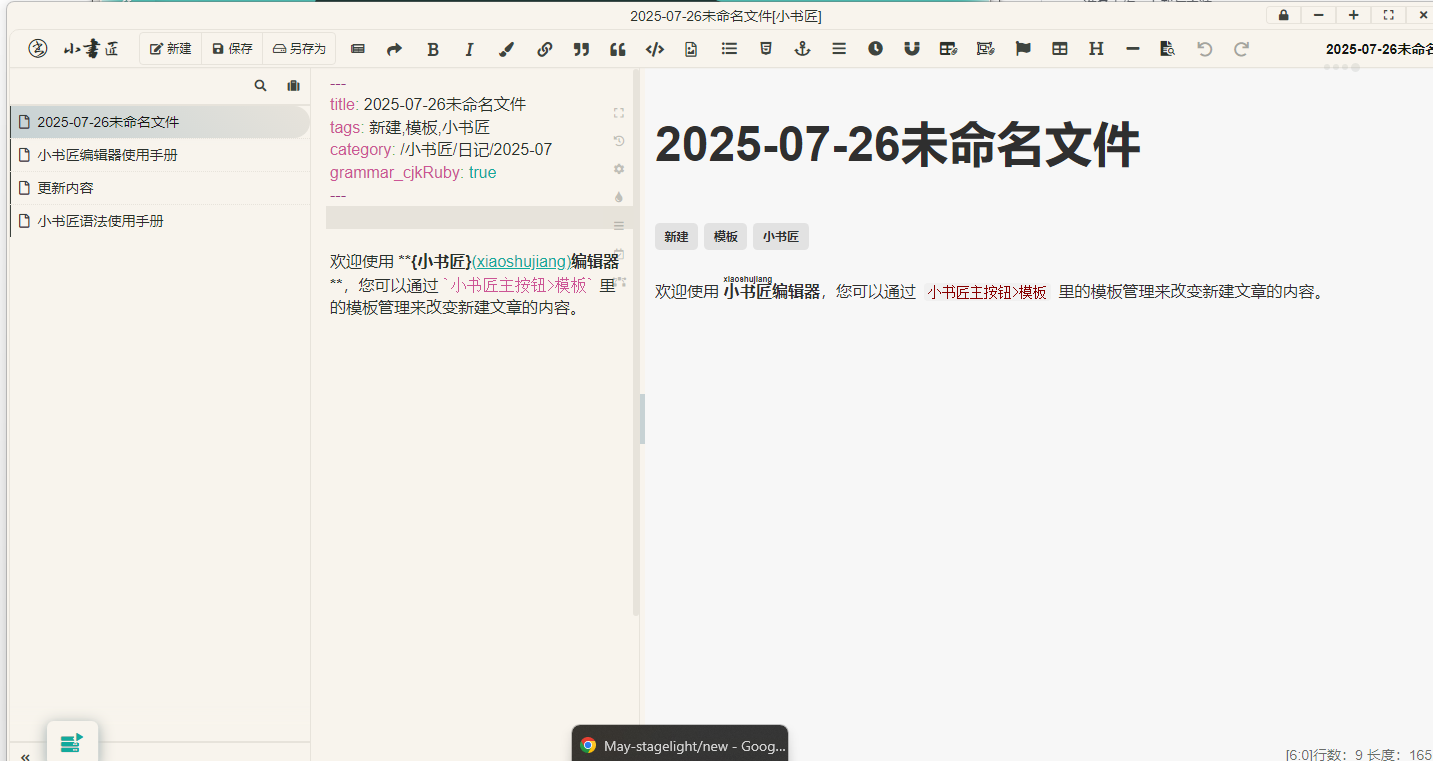 2025-07-26未命名文件[小书匠]
小書匠 新建 保存 另存为
2025-07-26未命名
2025-07-26未命名文件
小书匠编辑器使用手册
更新内容
小书匠语法使用手册
---
title: 2025-07-26未命名文件
tags: 新建,模板,小书匠
category: /小书匠/日记/2025-07
grammar_cjkRuby: true
---
欢迎使用 **{小书匠}(xiaoshujiang)编辑器
**，您可以通过 `小书匠主按钮>模板` 里
的模板管理来改变新建文章的内容。
2025-07-26未命名文件
新建 模板 小书匠
xiaoshujiang
欢迎使用 小书匠编辑器，您可以通过 小书匠主按钮>模板 里的模板管理来改变新建文章的内容。
May-stagelight/new - Goog...
[6:0]行数：9 长度：165